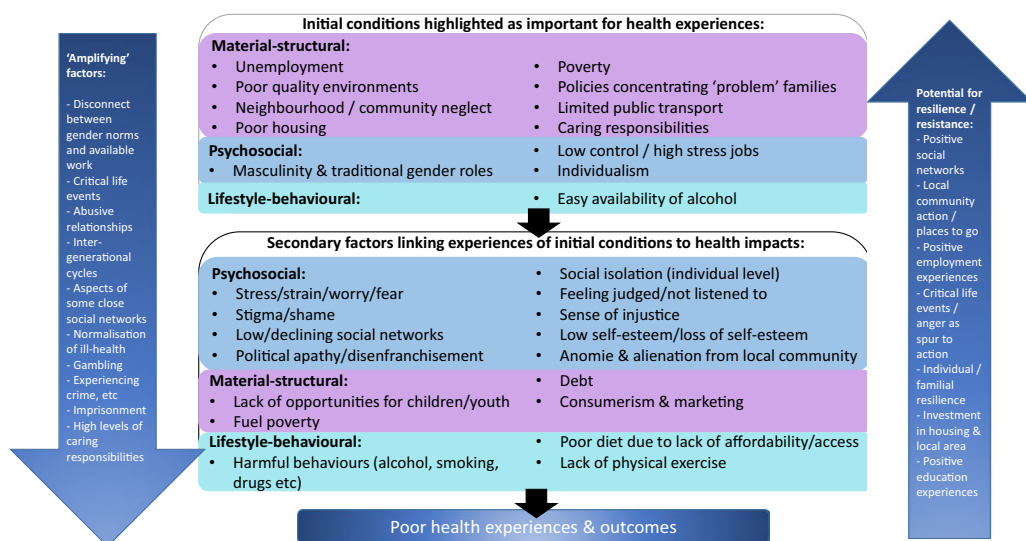 Initial conditions highlighted as important for health experiences:
Material-structural:
• Unemployment
• Poor quality environments
• Neighbourhood / community neglect
• Poor housing
• Poverty
• Policies concentrating ‘problem’ families
• Limited public transport
• Caring responsibilities
Psychosocial:
• Masculinity & traditional gender roles
• Low control / high stress jobs
• Individualism
Lifestyle-behavioural:
• Easy availability of alcohol
Secondary factors linking experiences of initial conditions to health impacts:
Psychosocial:
• Stress/strain/worry/fear
• Stigma/shame
• Low/declining social networks
• Political apathy/disenfranchisement
• Social isolation (individual level)
• Feeling judged/not listened to
• Sense of injustice
• Low self-esteem/loss of self-esteem
• Anomie & alienation from local community
Material-structural:
• Lack of opportunities for children/youth
• Fuel poverty
• Debt
• Consumerism & marketing
Lifestyle-behavioural:
• Harmful behaviours (alcohol, smoking,
drugs etc)
• Poor diet due to lack of affordability/access
• Lack of physical exercise
Poor health experiences & outcomes
‘Amplifying’
factors:
- Disconnect
between
gender norms
and available
work
- Critical life
events
- Abusive
relationships
- Inter-
generational
cycles
- Aspects of
some close
social networks
- Normalisation
of ill-health
- Gambling
- Experiencing
crime, etc
- Imprisonment
- High levels of
caring
responsibilities
Potential for
resilience /
resistance:
- Positive
social
networks
- Local
community
action /
places to go
- Positive
employment
experiences
- Critical life
events /
anger as
spur to
action
- Individual /
familial
resilience
- Investment
in housing &
local area
- Positive
education
experiences